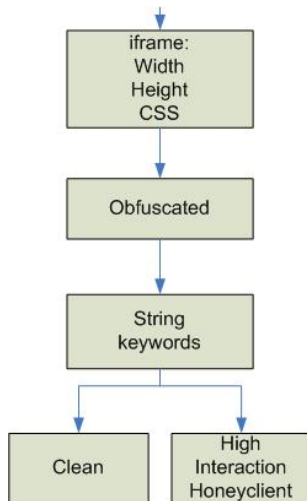 iframe:
Width
Height
CSS
Obfuscated
String
keywords
Clean
High
Interaction
Honeyclient